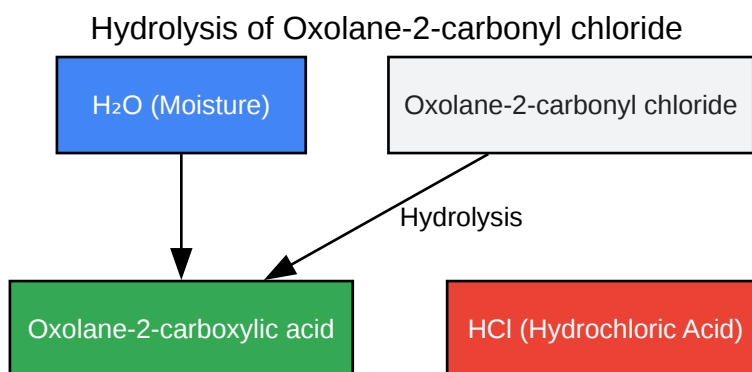 Hydrolysis of Oxolane-2-carbonyl chloride
H₂O (Moisture)
Oxolane-2-carbonyl chloride
Hydrolysis
Oxolane-2-carboxylic acid
HCl (Hydrochloric Acid)